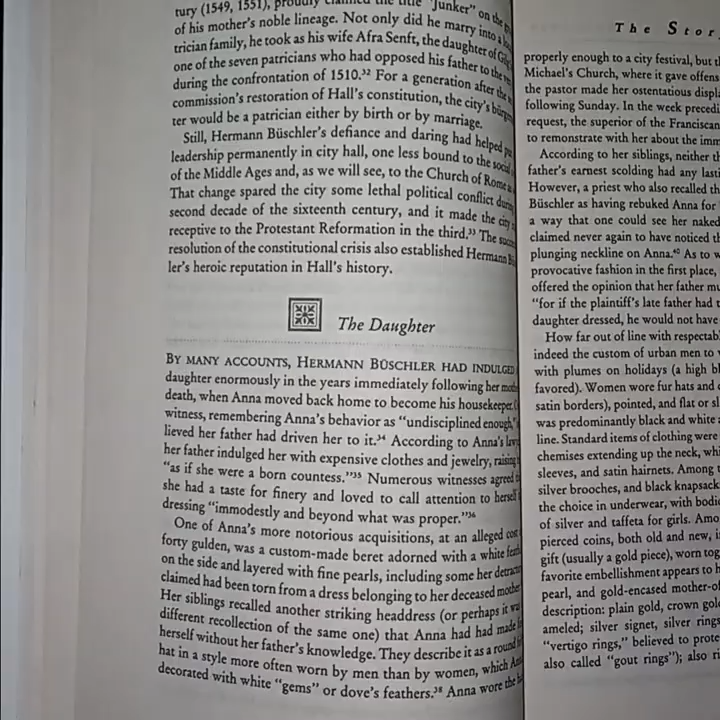 tury (1549, 1551), proudly claimed the title "Junker" on the
of his mother's noble lineage. Not only did he marry into a
trician family, he took as his wife Afra Senft, the daughter of
one of the seven patricians who had opposed his father to the
during the confrontation of 1510.³² For a generation after the
commission's restoration of Hall's constitution, the city's
ter would be a patrician either by birth or by marriage.
Still, Hermann Büschler's defiance and daring had helped
leadership permanently in city hall, one less bound to the social
of the Middle Ages and, as we will see, to the Church of Rome
That change spared the city some lethal political conflict
second decade of the sixteenth century, and it made the city
receptive to the Protestant Reformation in the third.³³ The
resolution of the constitutional crisis also established Hermann
ler's heroic reputation in Hall's history.
The Daughter
BY MANY ACCOUNTS, HERMANN BÜSCHLER HAD INDULGED
daughter enormously in the years immediately following her
death, when Anna moved back home to become his housekeeper.
witness, remembering Anna's behavior as "undisciplined enough,"
lieved her father had driven her to it.³⁴ According to Anna's
her father indulged her with expensive clothes and jewelry, raising
"as if she were a born countess."³⁵ Numerous witnesses agreed
she had a taste for finery and loved to call attention to herself
dressing "immodestly and beyond what was proper."³⁶
One of Anna's more notorious acquisitions, at an alleged cost
forty gulden, was a custom-made beret adorned with a white
on the side and layered with fine pearls, including some her
claimed had been torn from a dress belonging to her deceased mother
Her siblings recalled another striking headdress (or perhaps it
different recollection of the same one) that Anna had had made
herself without her father's knowledge. They describe it as a round
hat in a style more often worn by men than by women, which
decorated with white "gems" or dove's feathers.³⁸ Anna wore the
The
properly enough to a city festival, but
Michael's Church, where it gave
the pastor made her ostentatious
following Sunday. In the week
request, the superior of the Franciscan
to remonstrate with her about the
According to her siblings, neither
father's earnest scolding had any
However, a priest who also recalled
Büschler as having rebuked Anna for
a way that one could see her naked
claimed never again to have noticed
plunging neckline on Anna.⁴⁰ As to
provocative fashion in the first place,
offered the opinion that her father
"for if the plaintiff's late father had
daughter dressed, he would not have
How far out of line with
indeed the custom of urban men to
with plumes on holidays (a high
favored). Women wore fur hats and
satin borders), pointed, and flat or
was predominantly black and white
line. Standard items of clothing were
chemises extending up the neck,
sleeves, and satin hairnets. Among
silver brooches, and black
the choice in underwear, with
of silver and taffeta for girls.
pierced coins, both old and new,
gift (usually a gold piece), worn
favorite embellishment appears to
pearl, and gold-encased
description: plain gold, crown
ameled; silver signet, silver
"vertigo rings," believed to
also called "gout rings"); also